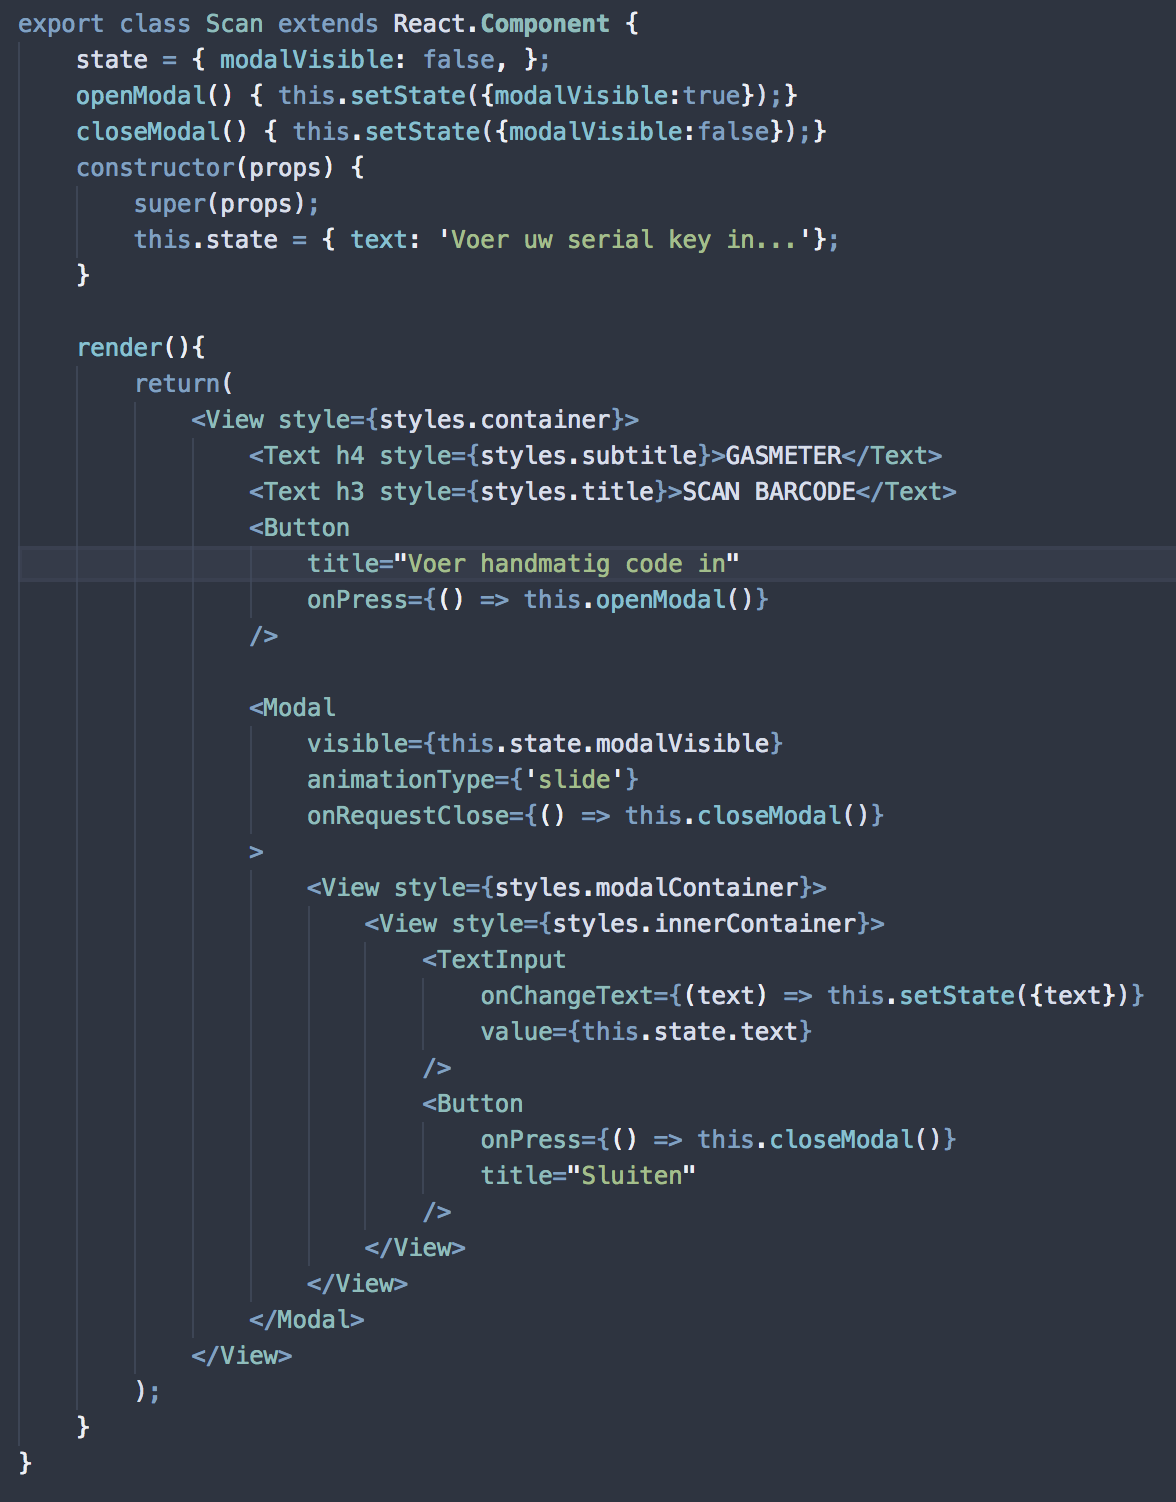 export class Scan extends React.Component {
    state = { modalVisible: false, };
    openModal() { this.setState({modalVisible:true});}
    closeModal() { this.setState({modalVisible:false});}
    constructor(props) {
        super(props);
        this.state = { text: 'Voer uw serial key in...'};
    }

    render(){
        return(
            <View style={styles.container}>
                <Text h4 style={styles.subtitle}>GASMETER</Text>
                <Text h3 style={styles.title}>SCAN BARCODE</Text>
                <Button
                    title="Voer handmatig code in"
                    onPress={() => this.openModal()}
                />

                <Modal
                    visible={this.state.modalVisible}
                    animationType={'slide'}
                    onRequestClose={() => this.closeModal()}
                >
                    <View style={styles.modalContainer}>
                        <View style={styles.innerContainer}>
                            <TextInput
                                onChangeText={(text) => this.setState({text})}
                                value={this.state.text}
                            />
                            <Button
                                onPress={() => this.closeModal()}
                                title="Sluiten"
                            />
                        </View>
                    </View>
                </Modal>
            </View>
        );
    }
}